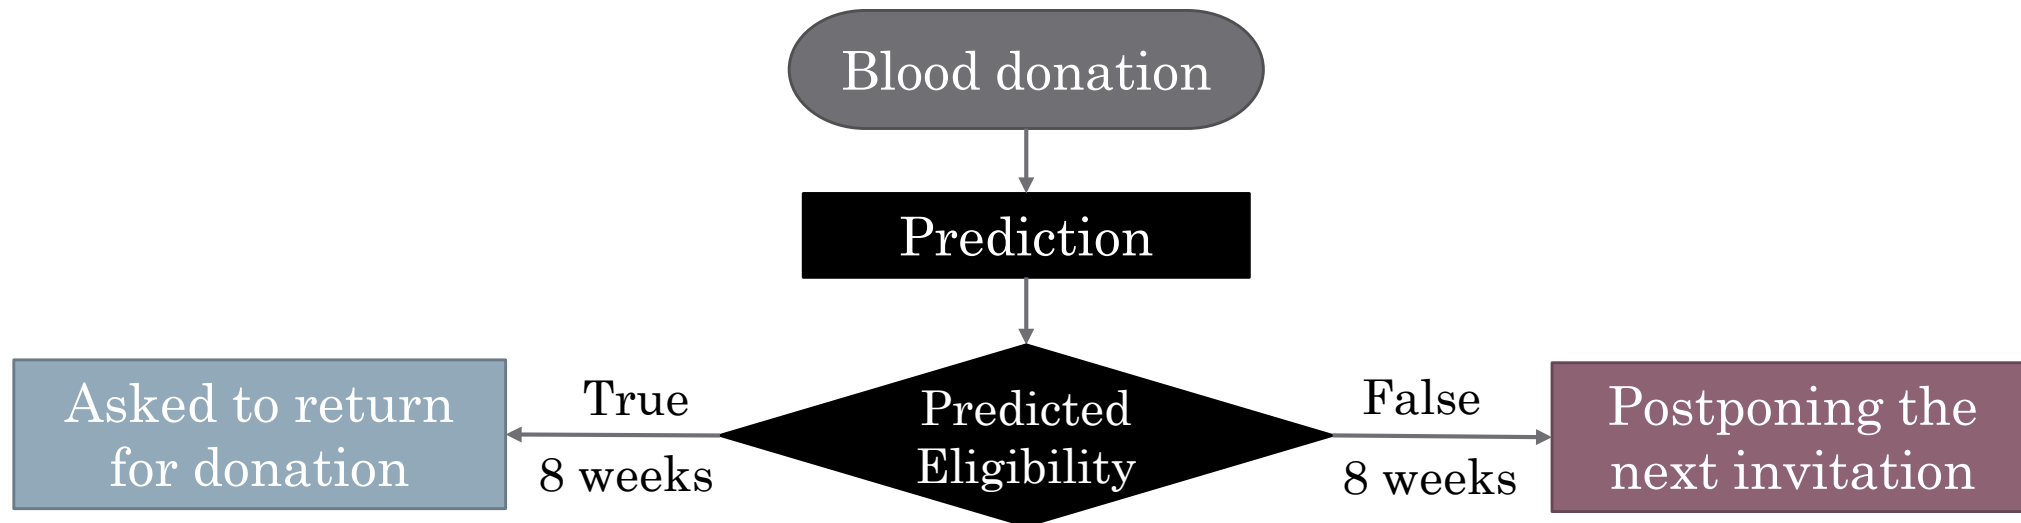 Blood donation
Prediction
Asked to return
for donation
True
8 weeks
Predicted
Eligibility
False
8 weeks
Postponing the
next invitation